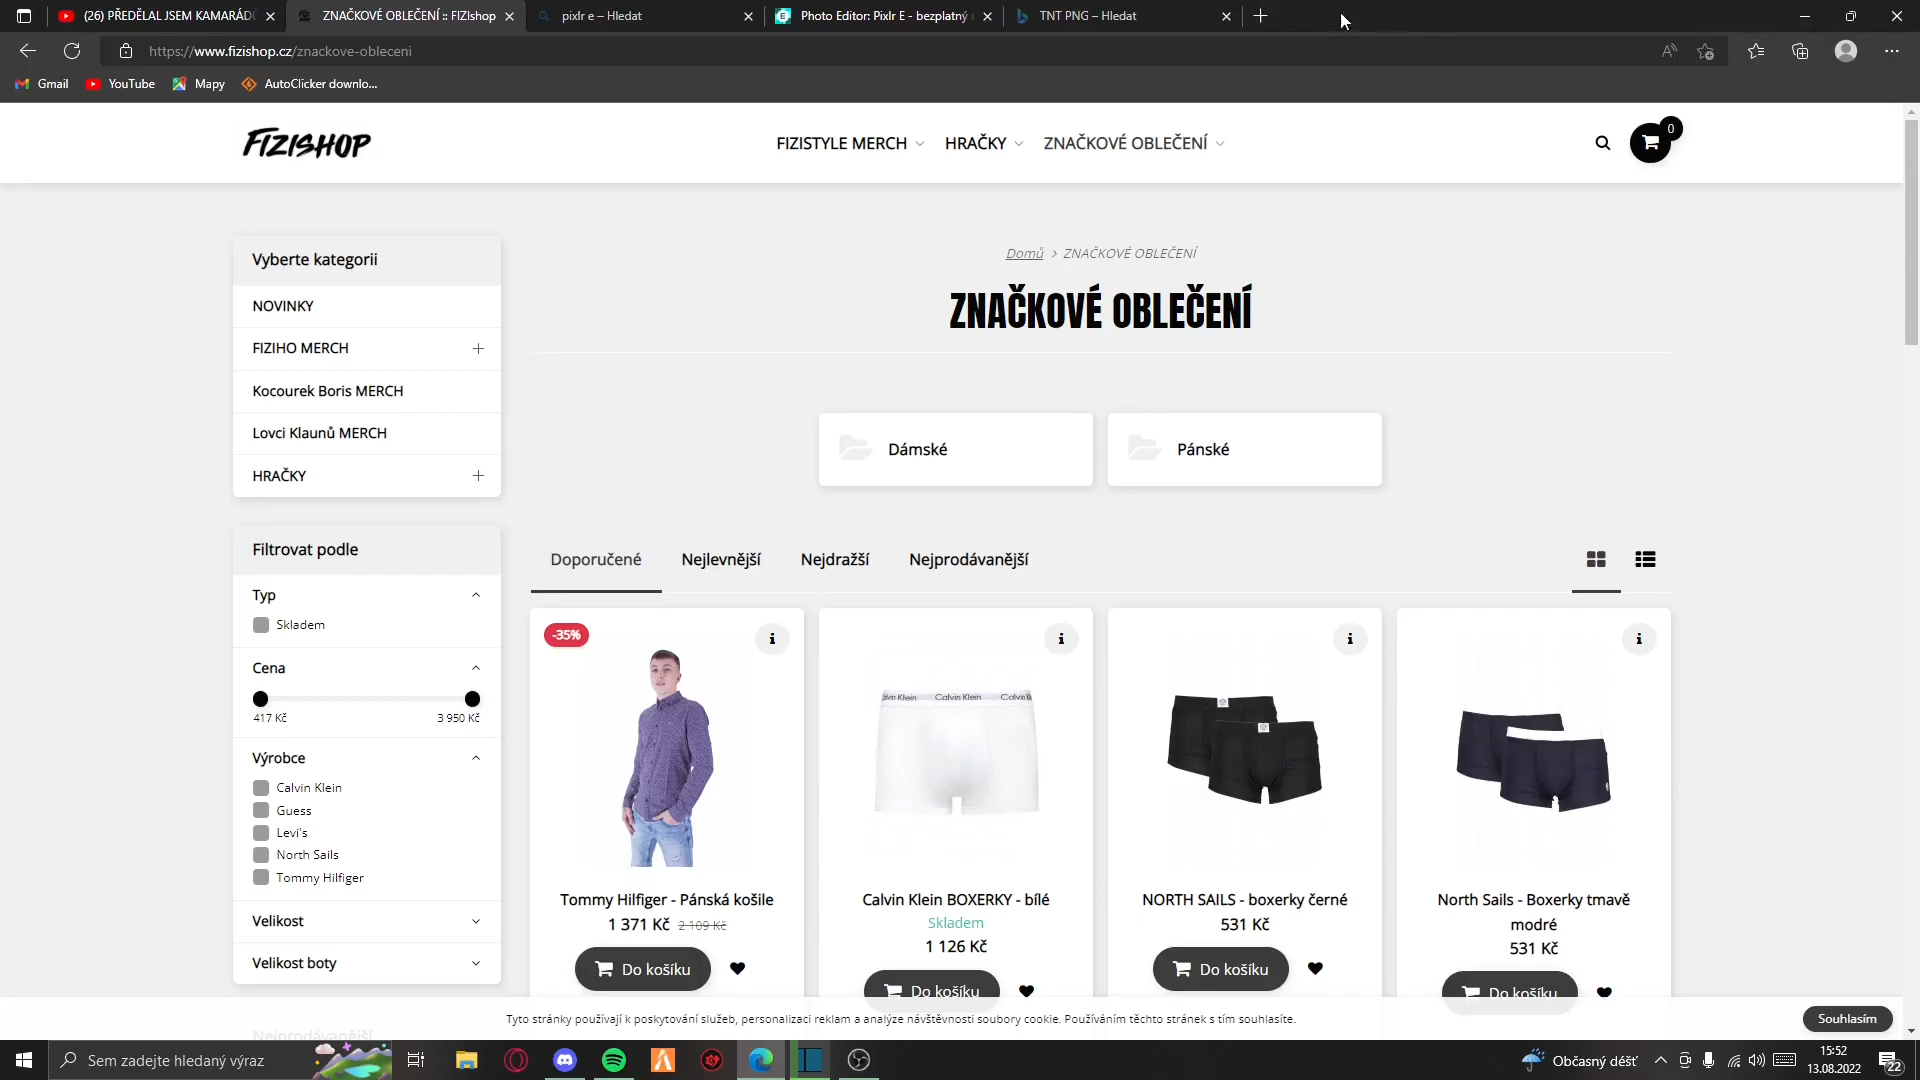 (26) PŘEDĚLAL JSEM KAMARÁDŮ
ZNAČKOVÉ OBLEČENÍ :: FIZIshop
pixlr e – Hledat
Photo Editor: Pixlr E - bezplatný
TNT PNG – Hledat
https://www.fizishop.cz/znackove-obleceni
Gmail
YouTube
Mapy
AutoClicker downlo...
FIZISHOP
FIZISTYLE MERCH
HRAČKY
ZNAČKOVÉ OBLEČENÍ
0
Vyberte kategorii
NOVINKY
FIZIHO MERCH
Kocourek Boris MERCH
Lovci Klaunů MERCH
HRAČKY
Domů > ZNAČKOVÉ OBLEČENÍ
ZNAČKOVÉ OBLEČENÍ
Dámské
Pánské
Filtrovat podle
Typ
Skladem
Cena
417 Kč
3 950 Kč
Výrobce
Calvin Klein
Guess
Levi's
North Sails
Tommy Hilfiger
Velikost
Velikost boty
Nejprodávanější
Doporučené
Nejlevnější
Nejdražší
Nejprodávanější
-35%
Tommy Hilfiger - Pánská košile
1 371 Kč 2 109 Kč
Do košíku
Calvin Klein
Calvin Klein BOXERKY - bílé
Skladem
1 126 Kč
Do košíku
NORTH SAILS - boxerky černé
531 Kč
Do košíku
North Sails - Boxerky tmavě
modré
531 Kč
Do košíku
Tyto stránky používají k poskytování služeb, personalizaci reklam a analýze návštěvnosti soubory cookie. Používáním těchto stránek s tím souhlasíte.
Souhlasím
Sem zadejte hledaný výraz
Občasný déšť
15:52
13.08.2022
22